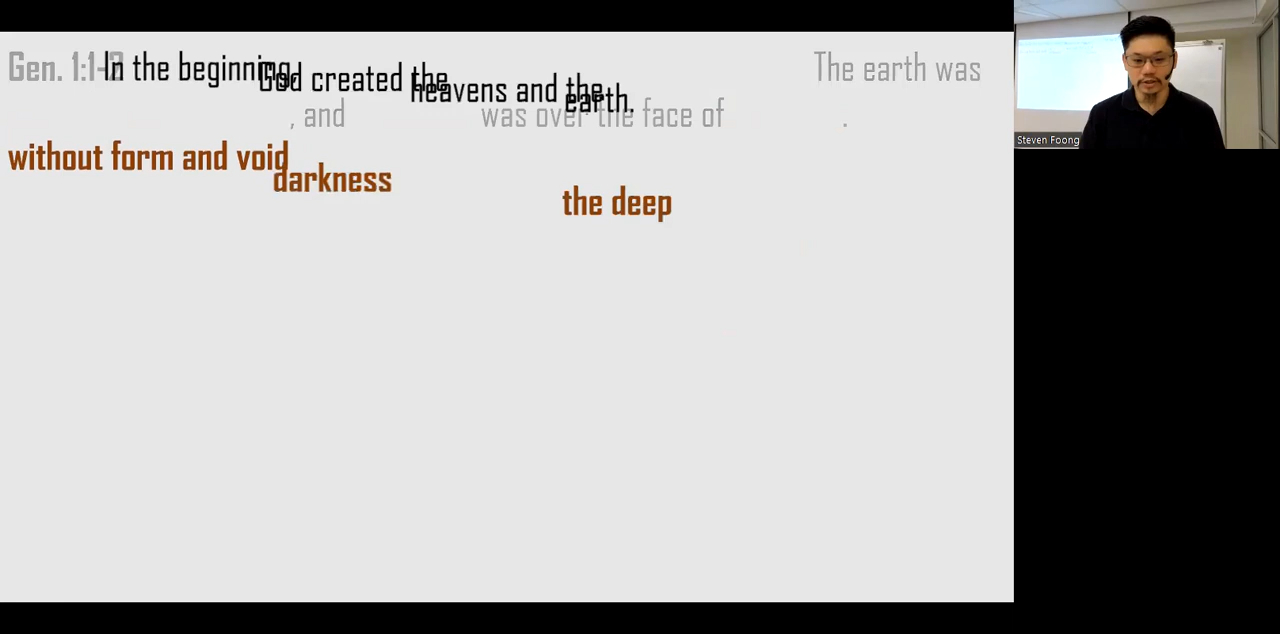 Gen. 1:1-2 In the beginning, God created the heavens and the earth. The earth was
without form and void, and darkness was over the face of the deep.
Steven Foong